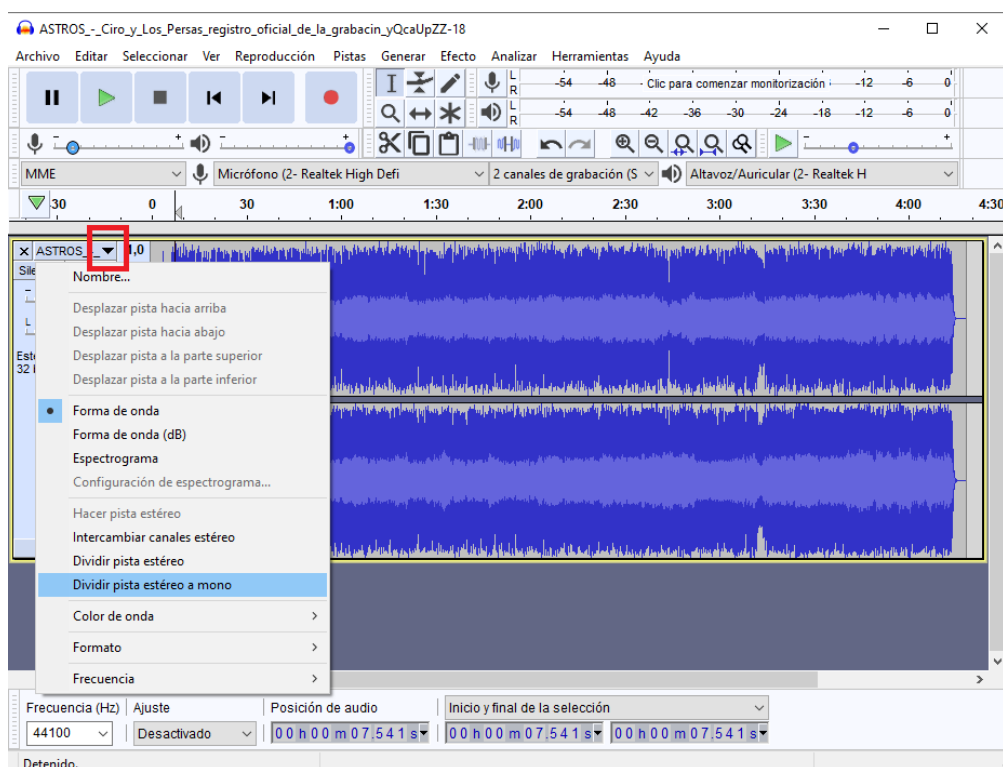 ASTROS_-_Ciro_y_Los_Persas_registro_oficial_de_la_grabacin_yQcaUpZZ-18
Archivo Editar Seleccionar Ver Reproducción Pistas Generar Efecto Analizar Herramientas Ayuda
L R -54 -48 - Clic para comenzar monitorización -12 -6 0
L R -54 -48 -42 -36 -30 -24 -18 -12 -6 0
- + - +
- +
MME Micrófono (2- Realtek High Defi 2 canales de grabación (S Altavoz/Auricular (2- Realtek H
30 0 30 1:00 1:30 2:00 2:30 3:00 3:30 4:00 4:30
ASTROS_-_ 1,0
Nombre...
Desplazar pista hacia arriba
Desplazar pista hacia abajo
Desplazar pista a la parte superior
Desplazar pista a la parte inferior
Forma de onda
Forma de onda (dB)
Espectrograma
Configuración de espectrograma...
Hacer pista estéreo
Intercambiar canales estéreo
Dividir pista estéreo
Dividir pista estéreo a mono
Color de onda
Formato
Frecuencia
Frecuencia (Hz) Ajuste Posición de audio Inicio y final de la selección
44100 Desactivado 00 h 00 m 07.541 s 00 h 00 m 07.541 s 00 h 00 m 07.541 s
Detenido.